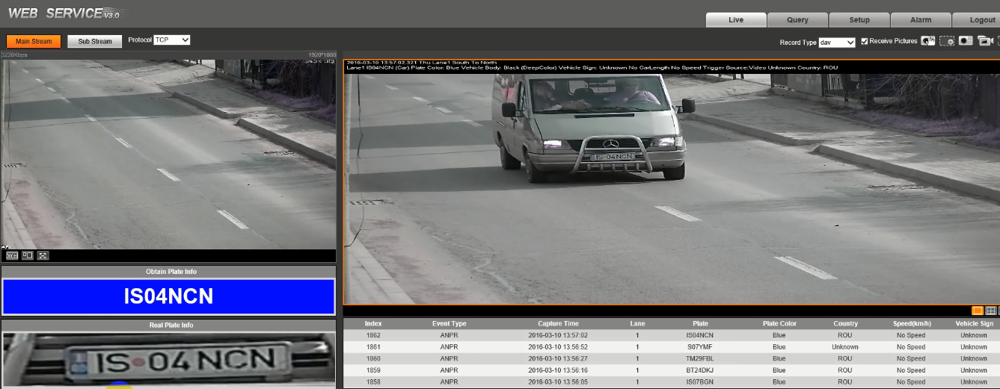 WEB SERVICE V3.0
Live Query Setup Alarm Logout
Main Stream Sub Stream Protocol TCP
Record Type dav Receive Pictures
3220Kbps 1920*1080
2016-03-10 13:57:02.321 Thu Lane1 South To North
Lane1 IS04NCN (Car) Plate Color: Blue Vehicle Body: Black (DeepColor) Vehicle Sign: Unknown No CarLength No Speed Trigger Source:Video Unknown Country: ROU
IS 04NCN
Obtain Plate Info
IS04NCN
Real Plate Info
IS 04 NCN
Index Event Type Capture Time Lane Plate Plate Color Country Speed(km/h) Vehicle Sign
1862 ANPR 2016-03-10 13:57:02 1 IS04NCN Blue ROU No Speed Unknown
1861 ANPR 2016-03-10 13:56:52 1 S07YMF Blue Unknown No Speed Unknown
1860 ANPR 2016-03-10 13:56:27 1 TM29FBL Blue ROU No Speed Unknown
1859 ANPR 2016-03-10 13:56:16 1 BT24DKJ Blue ROU No Speed Unknown
1858 ANPR 2016-03-10 13:56:05 1 IS07BGN Blue ROU No Speed Unknown